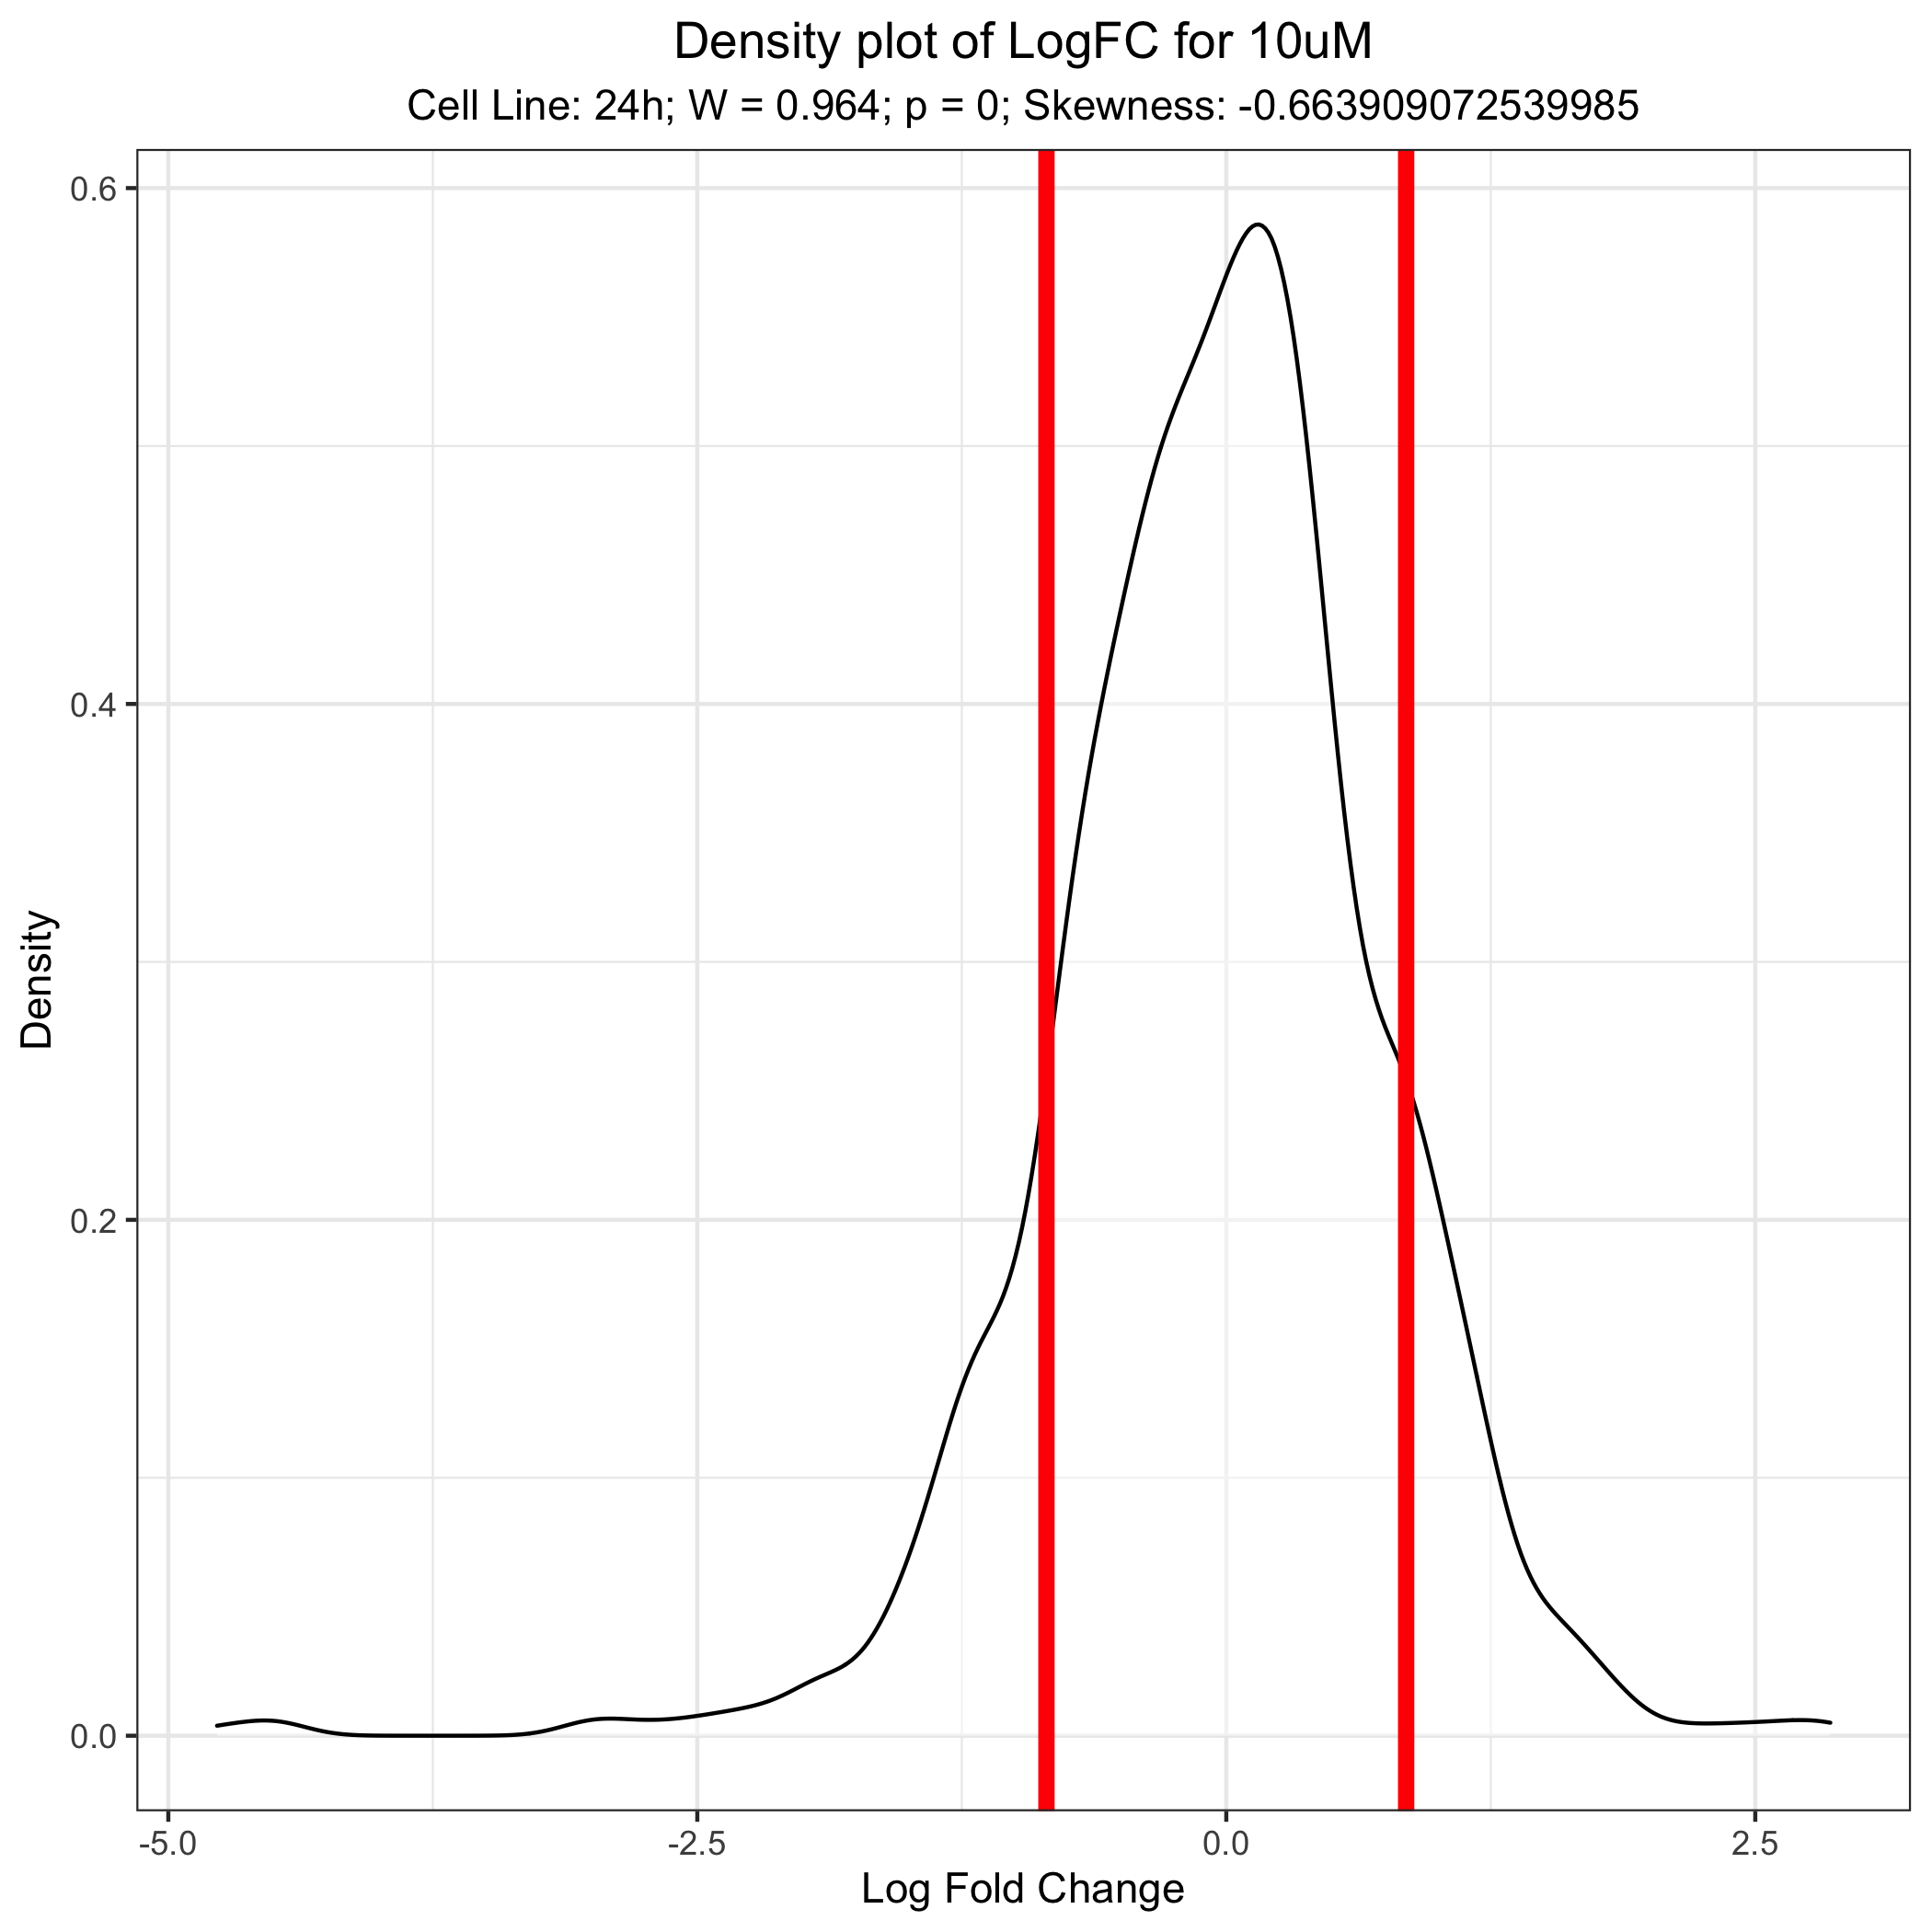 Density plot of LogFC for 10uM
Cell Line: 24h; W = 0.964; p = 0; Skewness: -0.663909072539985
0.6
0.4
0.2
0.0
Density
-5.0 -2.5 0.0 2.5
Log Fold Change